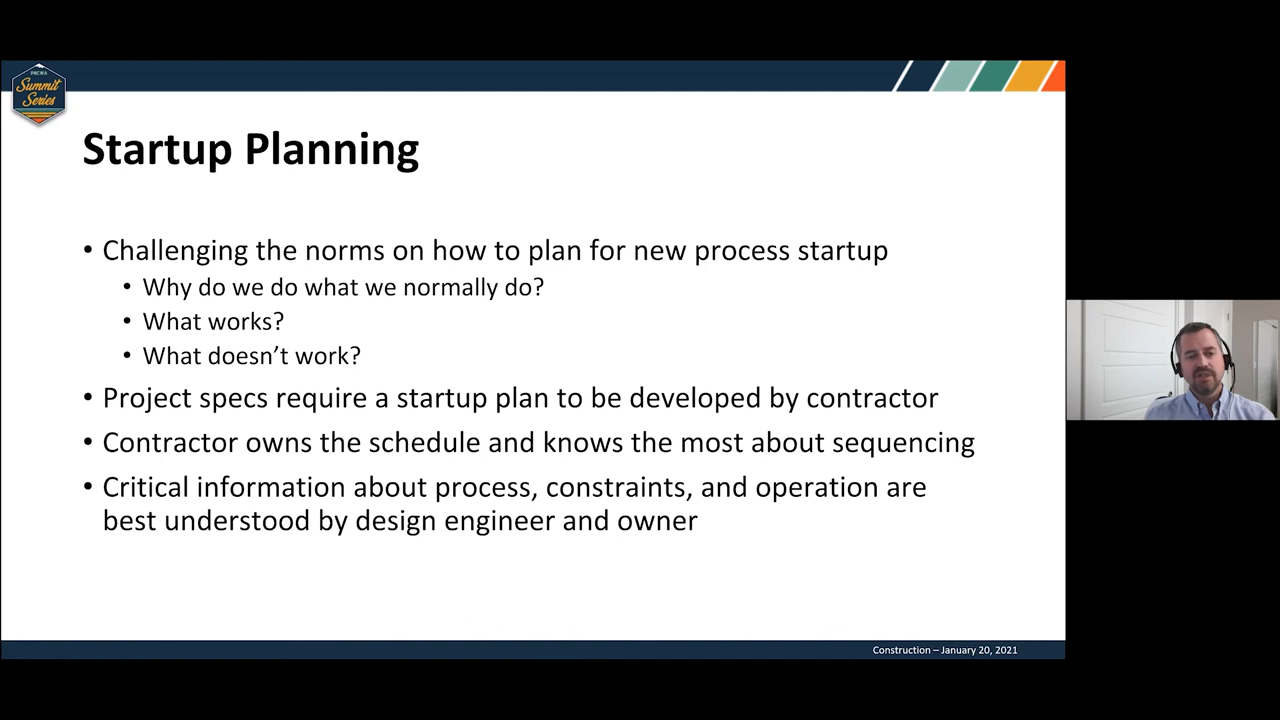 PNCWA
Summit
Series
Startup Planning
• Challenging the norms on how to plan for new process startup
• Why do we do what we normally do?
• What works?
• What doesn't work?
• Project specs require a startup plan to be developed by contractor
• Contractor owns the schedule and knows the most about sequencing
• Critical information about process, constraints, and operation are
best understood by design engineer and owner
Construction – January 20, 2021